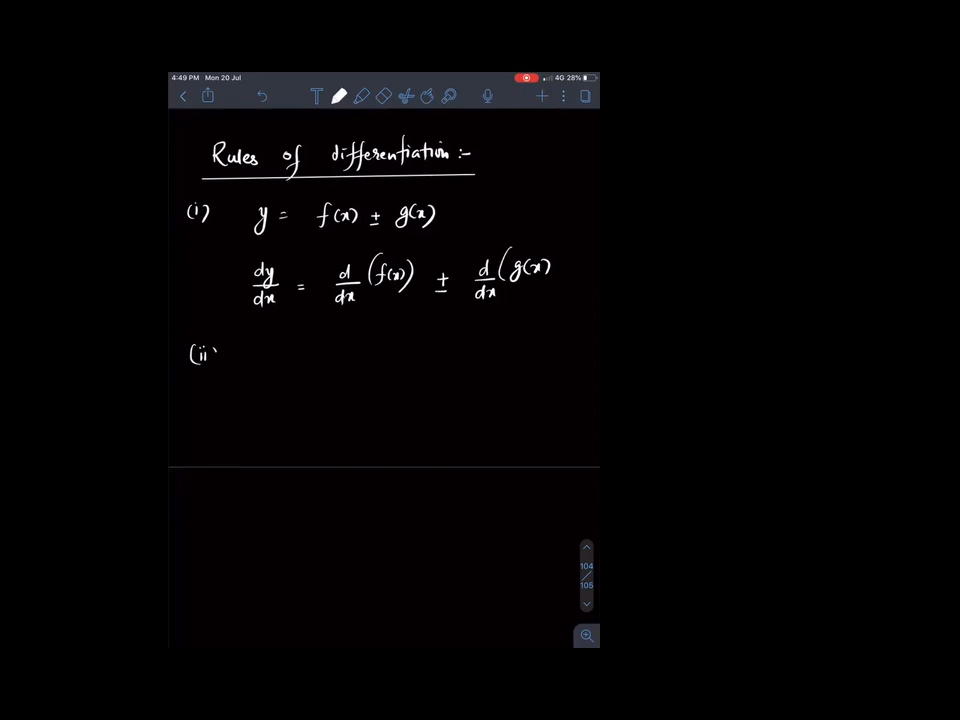 4:49 PM Mon 20 Jul 4G 28%
T
Rules of differentiation :-
(i) y = f(x) ± g(x)
dy/dx = d/dx (f(x)) ± d/dx (g(x)
(ii)
104
105